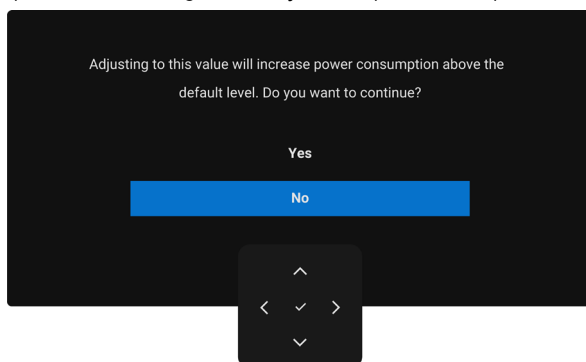 Adjusting to this value will increase power consumption above the
default level. Do you want to continue?
Yes
No